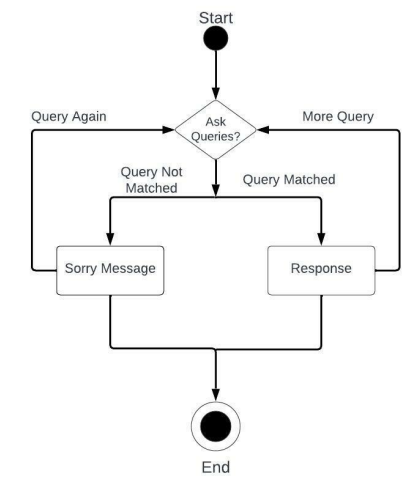 Start
Query Again
Ask
Queries?
More Query
Query Not
Matched
Query Matched
Sorry Message
Response
End